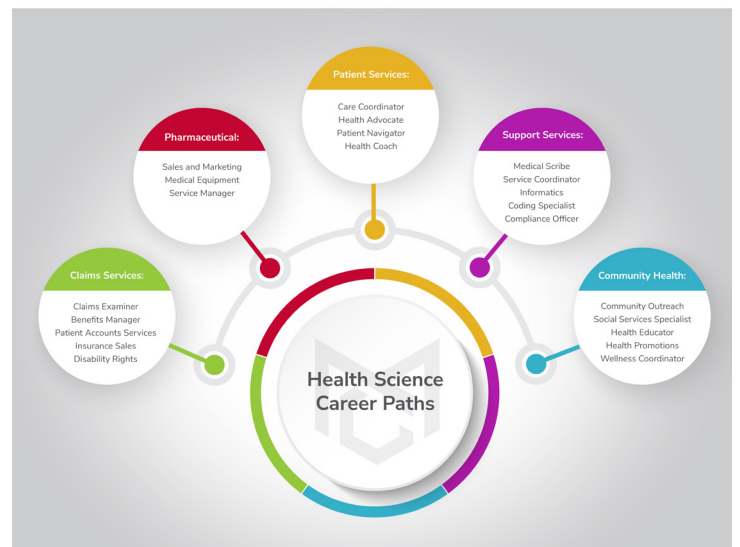 Patient Services:
Care Coordinator
Health Advocate
Patient Navigator
Health Coach
Pharmaceutical:
Sales and Marketing
Medical Equipment
Service Manager
Support Services:
Medical Scribe
Service Coordinator
Informatics
Coding Specialist
Compliance Officer
Claims Services:
Claims Examiner
Benefits Manager
Patient Accounts Services
Insurance Sales
Disability Rights
Community Health:
Community Outreach
Social Services Specialist
Health Educator
Health Promotions
Wellness Coordinator
Health Science
Career Paths